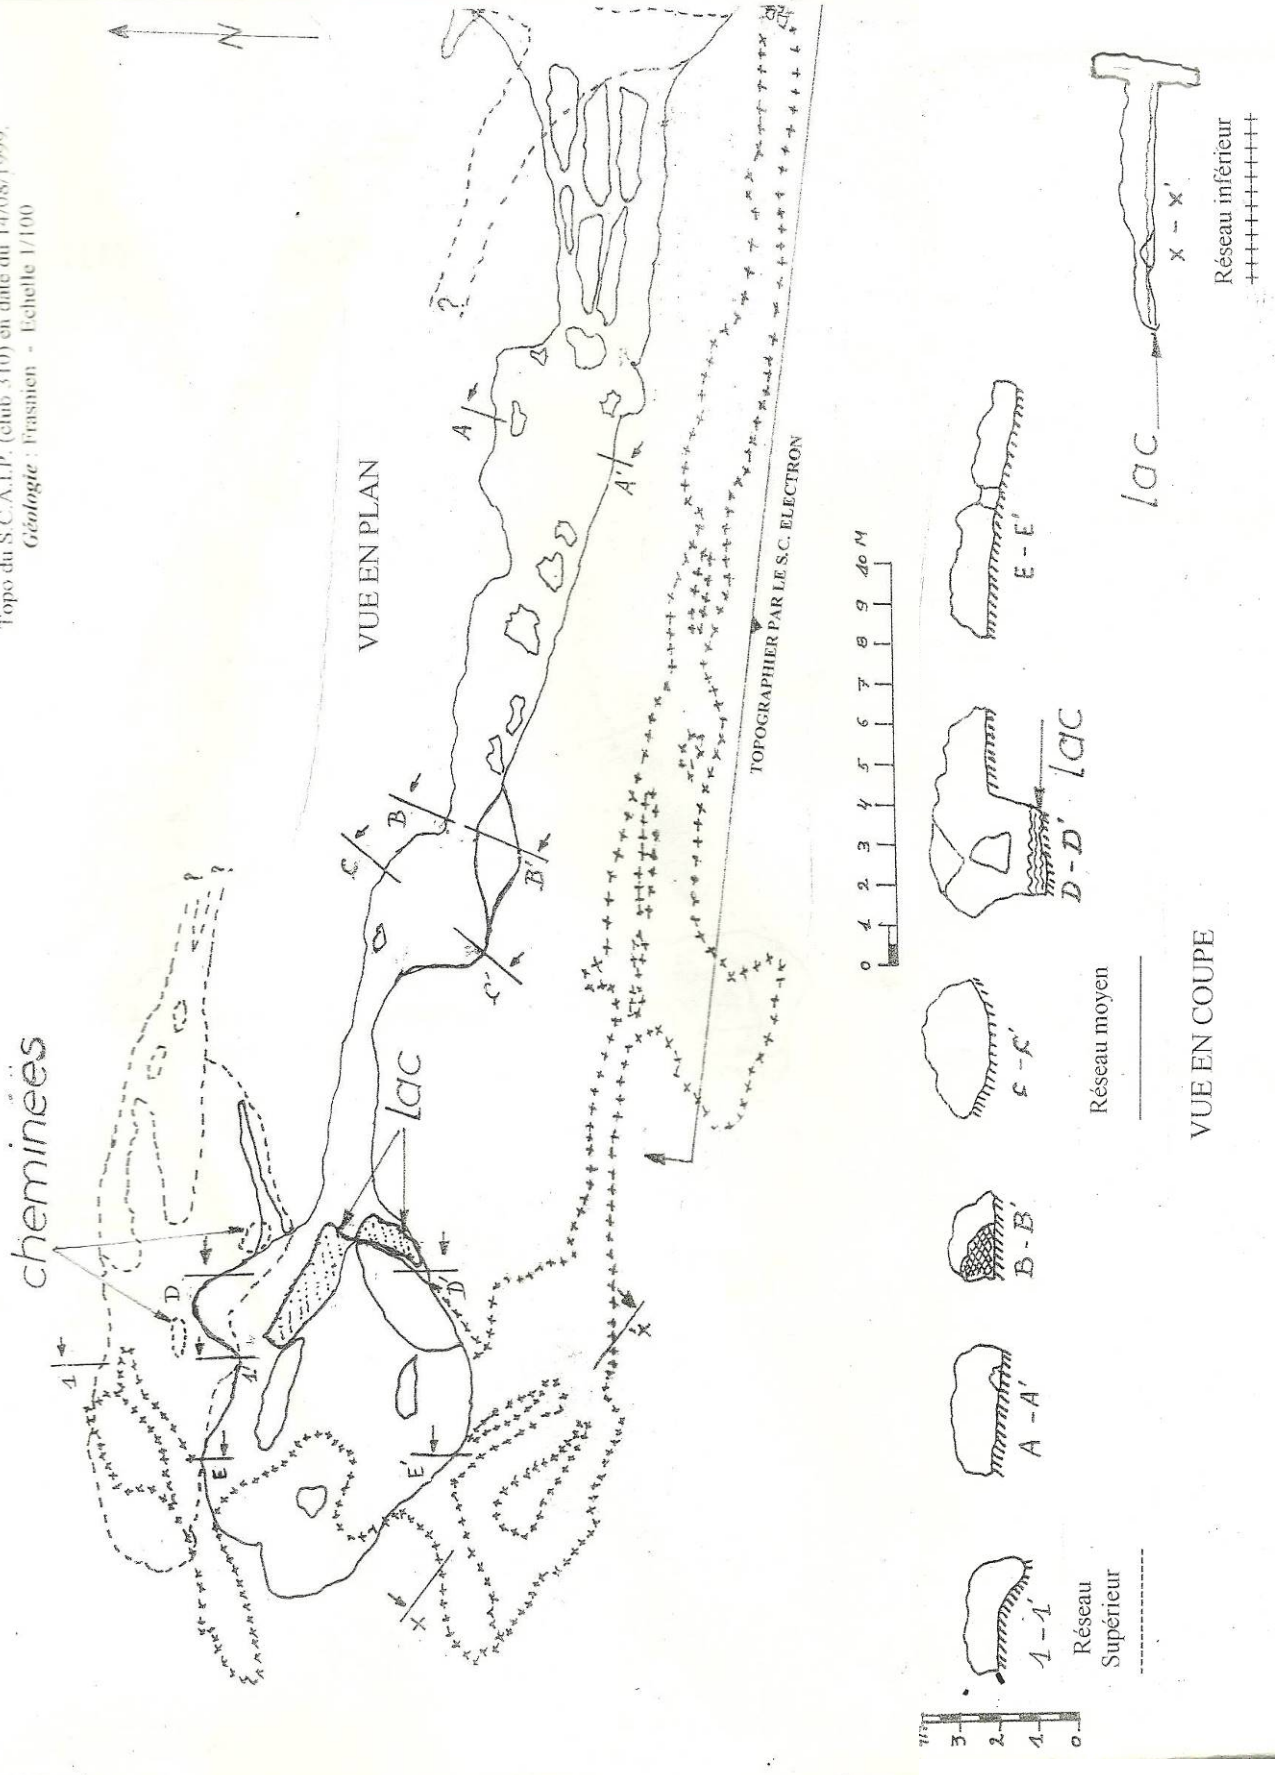 Topo du S.C.A.I.P. (club 310) en date du 14/08/1999.
Géologie : Frasnien - Echelle 1/100
N
cheminées
VUE EN PLAN
?
?
?
1
1'
D
D'
E
E'
C
C'
B
B'
A
A'
x
x'
lac
TOPOGRAPHIER PAR LE S.C. ELECTRON
0 1 2 3 4 5 6 7 8 9 10 M
3
2
1
0
1 - 1'
A - A'
B - B'
C - C'
D - D'
lac
E - E'
lac
x - x'
Réseau
Supérieur
Réseau moyen
Réseau inférieur
VUE EN COUPE